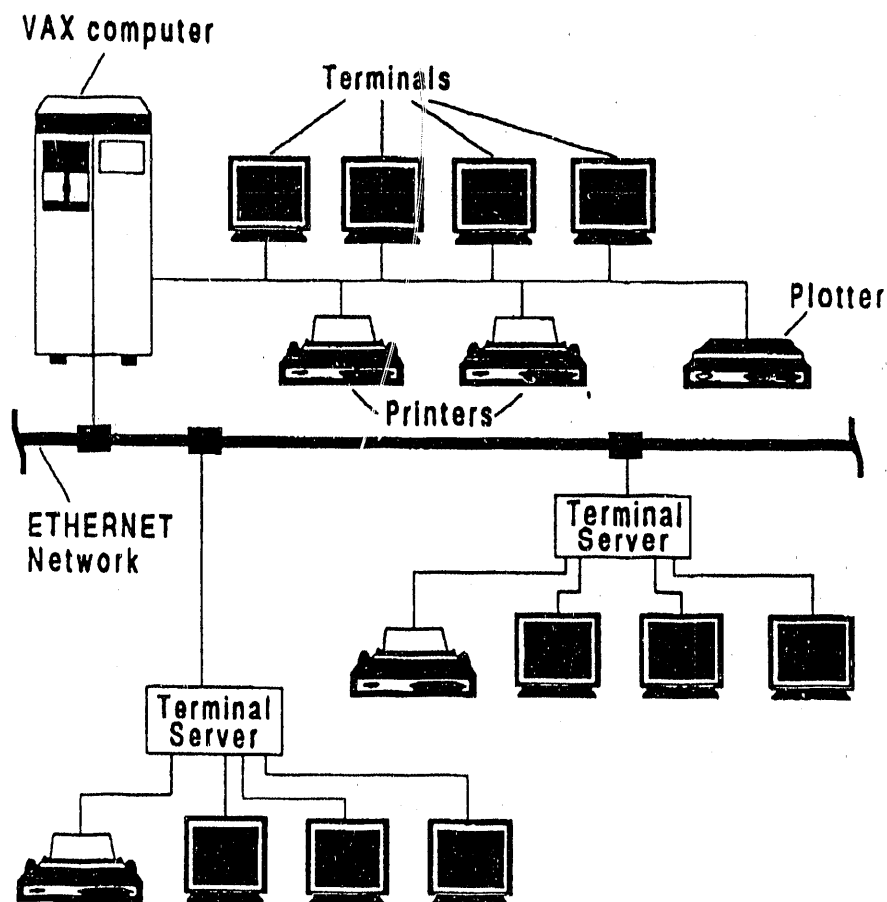 VAX computer
Terminals
Plotter
Printers
ETHERNET
Network
Terminal
Server
Terminal
Server